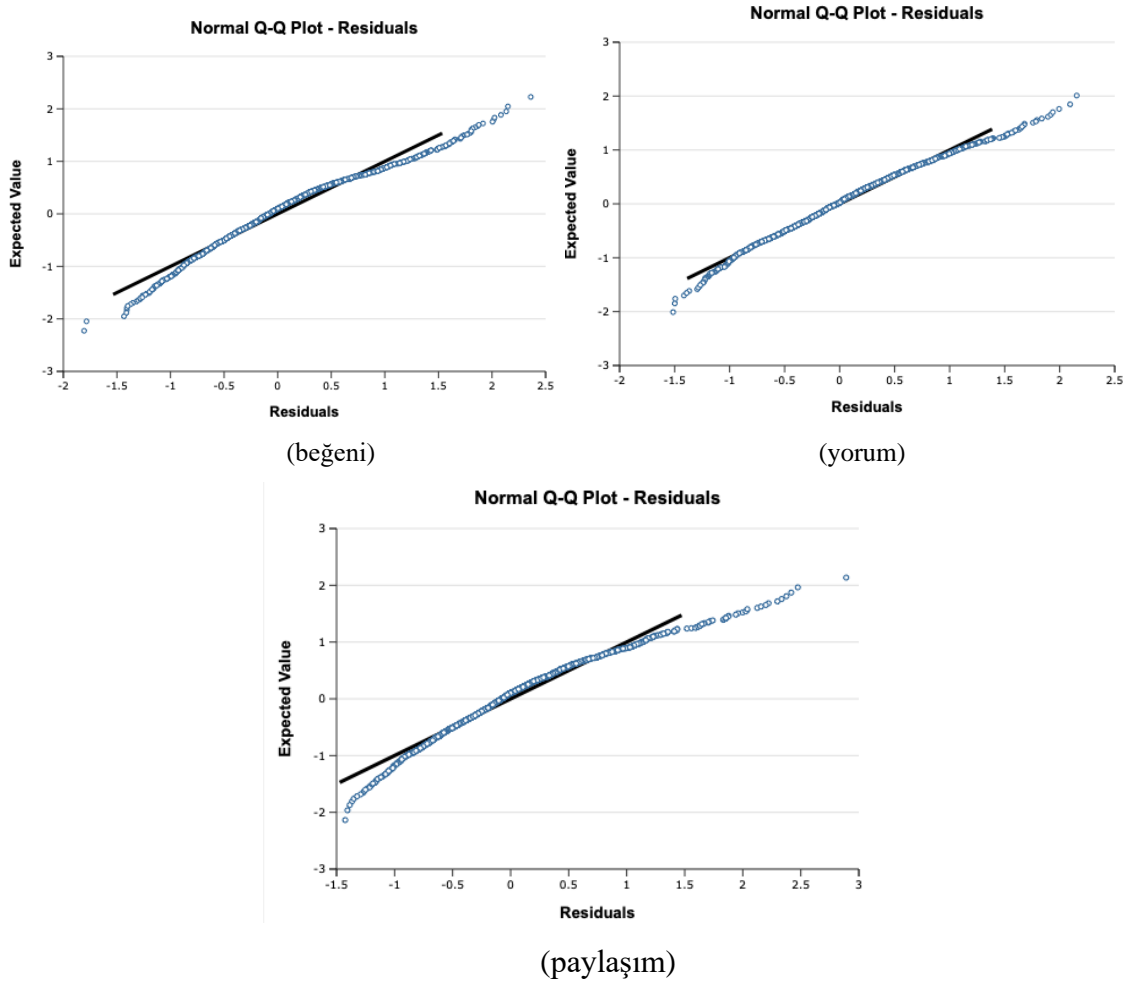 Normal Q-Q Plot - Residuals
3
2
1
0
-1
-2
-3
Expected Value
-2 -1.5 -1 -0.5 0 0.5 1 1.5 2 2.5
Residuals
(beğeni)
Normal Q-Q Plot - Residuals
3
2
1
0
-1
-2
-3
Expected Value
-2 -1.5 -1 -0.5 0 0.5 1 1.5 2 2.5
Residuals
(yorum)
Normal Q-Q Plot - Residuals
3
2
1
0
-1
-2
-3
Expected Value
-1.5 -1 -0.5 0 0.5 1 1.5 2 2.5 3
Residuals
(paylaşım)